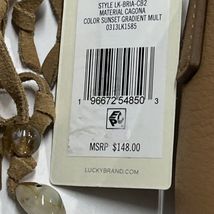 STYLE LK-BRIA-CB2
MATERIAL CAGONA
COLOR SUNSET GRADIENT MULT
0313LK1585
1 96672 54850 3
MSRP $148.00
LUCKYBRAND.COM